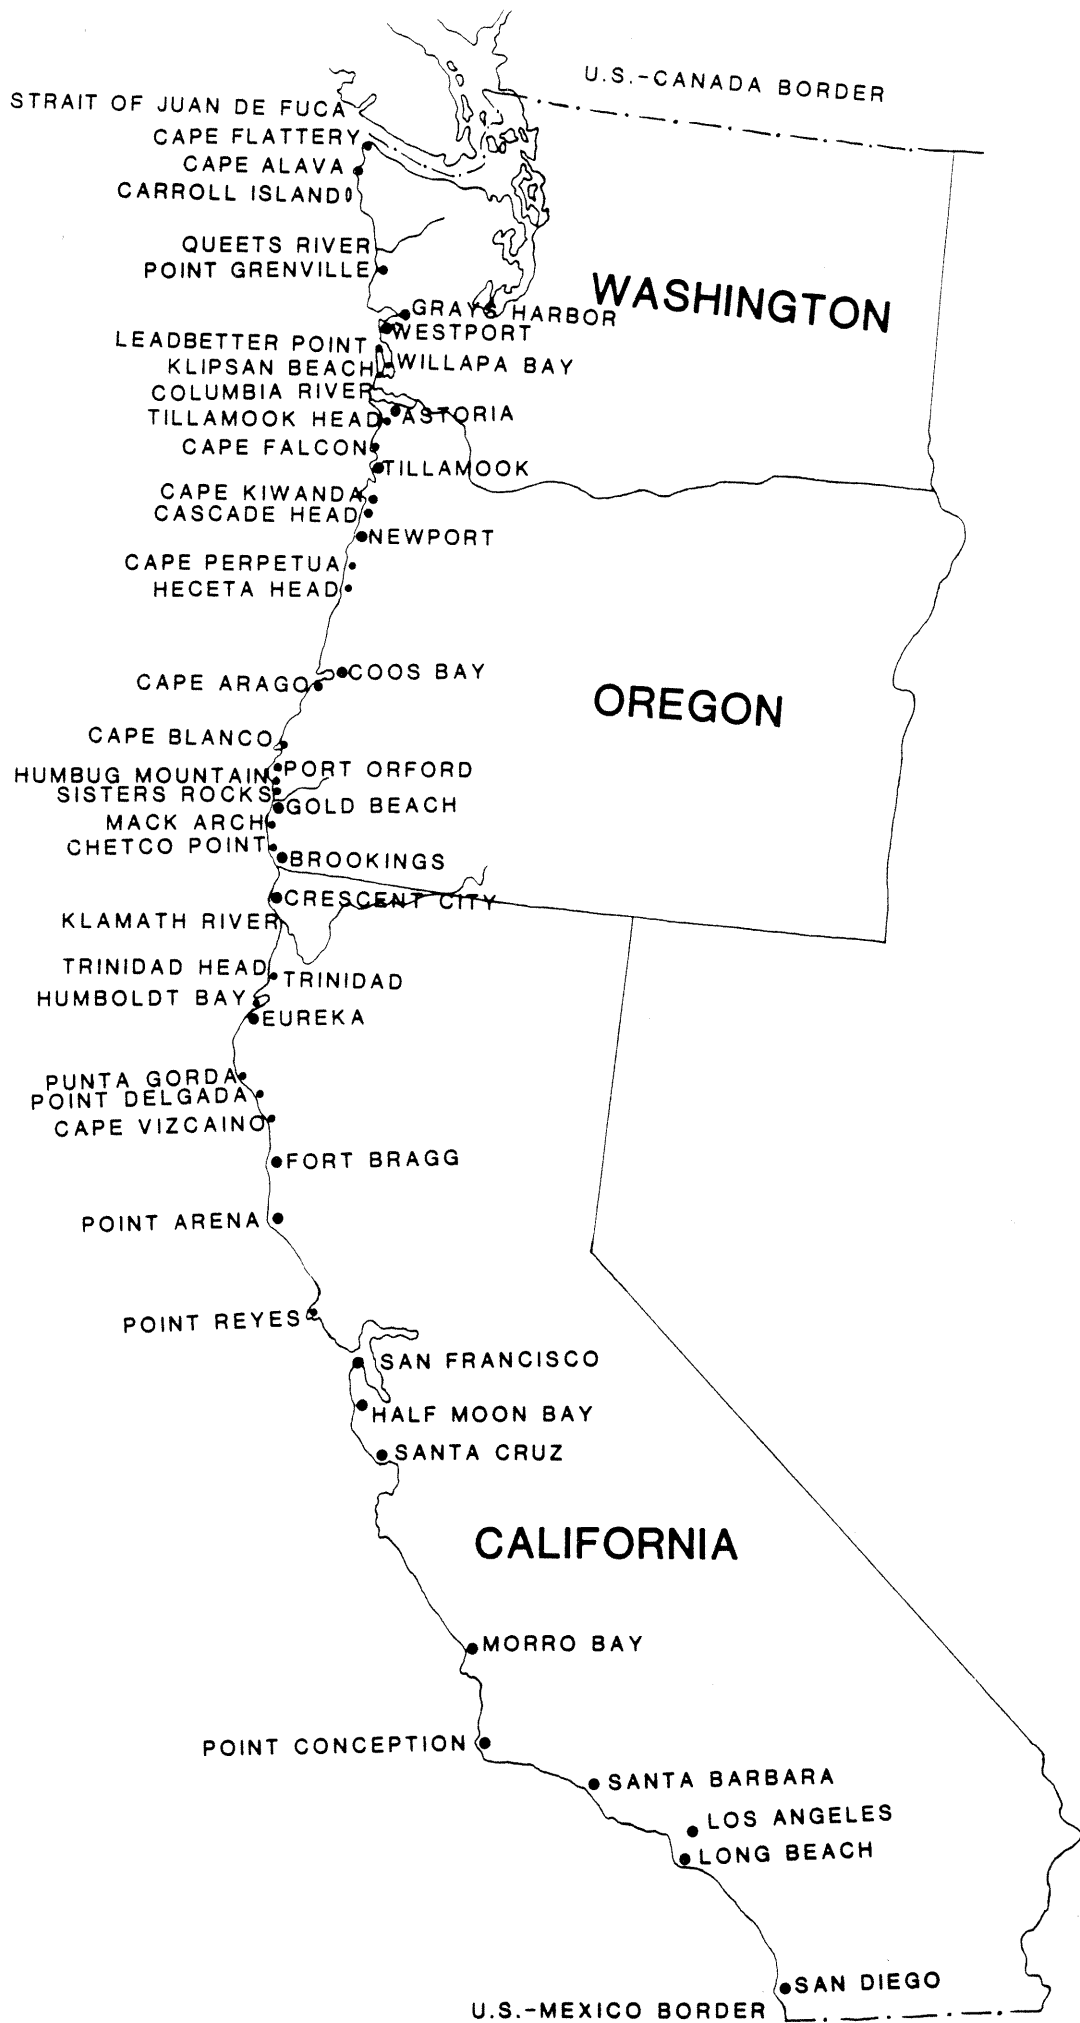 U.S.-CANADA BORDER
STRAIT OF JUAN DE FUCA
CAPE FLATTERY
CAPE ALAVA
CARROLL ISLAND
QUEETS RIVER
POINT GRENVILLE
WASHINGTON
GRAYS HARBOR
WESTPORT
LEADBETTER POINT
WILLAPA BAY
KLIPSAN BEACH
COLUMBIA RIVER
ASTORIA
TILLAMOOK HEAD
CAPE FALCON
TILLAMOOK
CAPE KIWANDA
CASCADE HEAD
NEWPORT
CAPE PERPETUA
HECETA HEAD
COOS BAY
CAPE ARAGO
OREGON
CAPE BLANCO
PORT ORFORD
HUMBUG MOUNTAIN
SISTERS ROCKS
GOLD BEACH
MACK ARCH
CHETCO POINT
BROOKINGS
CRESCENT CITY
KLAMATH RIVER
TRINIDAD HEAD
TRINIDAD
HUMBOLDT BAY
EUREKA
PUNTA GORDA
POINT DELGADA
CAPE VIZCAINO
FORT BRAGG
POINT ARENA
POINT REYES
SAN FRANCISCO
HALF MOON BAY
SANTA CRUZ
CALIFORNIA
MORRO BAY
POINT CONCEPTION
SANTA BARBARA
LOS ANGELES
LONG BEACH
SAN DIEGO
U.S.-MEXICO BORDER